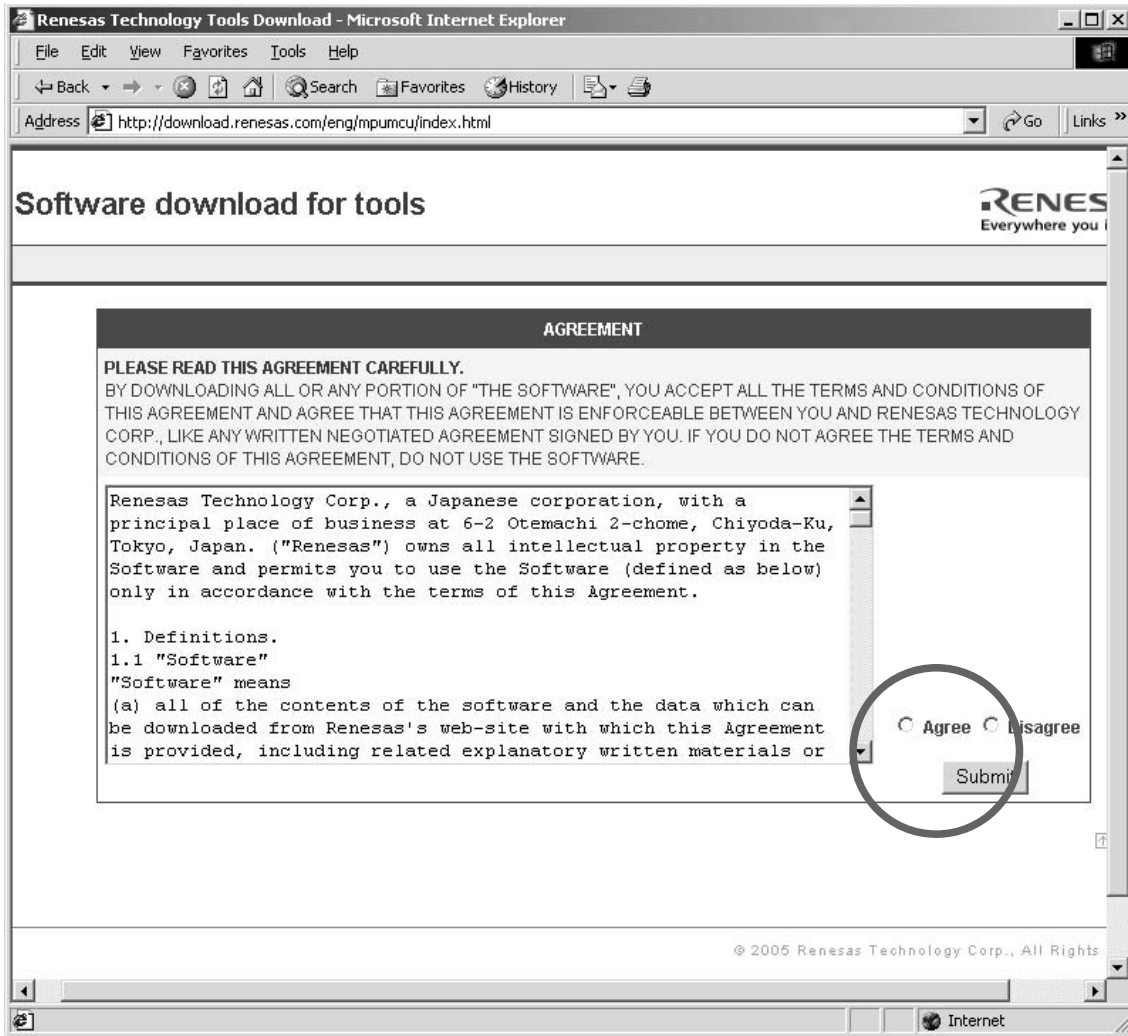 Renesas Technology Tools Download - Microsoft Internet Explorer
File Edit View Favorites Tools Help
Back Search Favorites History
Address http://download.renesas.com/eng/mpumcu/index.html Go Links »
Software download for tools
RENES
Everywhere you i
AGREEMENT
PLEASE READ THIS AGREEMENT CAREFULLY.
BY DOWNLOADING ALL OR ANY PORTION OF "THE SOFTWARE", YOU ACCEPT ALL THE TERMS AND CONDITIONS OF
THIS AGREEMENT AND AGREE THAT THIS AGREEMENT IS ENFORCEABLE BETWEEN YOU AND RENESAS TECHNOLOGY
CORP., LIKE ANY WRITTEN NEGOTIATED AGREEMENT SIGNED BY YOU. IF YOU DO NOT AGREE THE TERMS AND
CONDITIONS OF THIS AGREEMENT, DO NOT USE THE SOFTWARE.
Renesas Technology Corp., a Japanese corporation, with a
principal place of business at 6-2 Otemachi 2-chome, Chiyoda-Ku,
Tokyo, Japan. ("Renesas") owns all intellectual property in the
Software and permits you to use the Software (defined as below)
only in accordance with the terms of this Agreement.
1. Definitions.
1.1 "Software"
"Software" means
(a) all of the contents of the software and the data which can
be downloaded from Renesas's web-site with which this Agreement
is provided, including related explanatory written materials or
Agree Disagree
Submit
© 2005 Renesas Technology Corp., All Rights
Internet